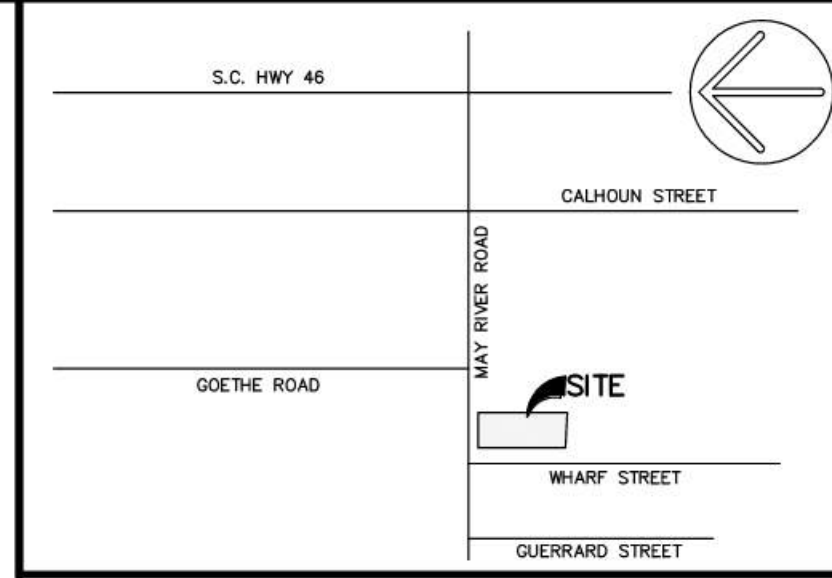 S.C. HWY 46
CALHOUN STREET
MAY RIVER ROAD
GOETHE ROAD
SITE
WHARF STREET
GUERRARD STREET